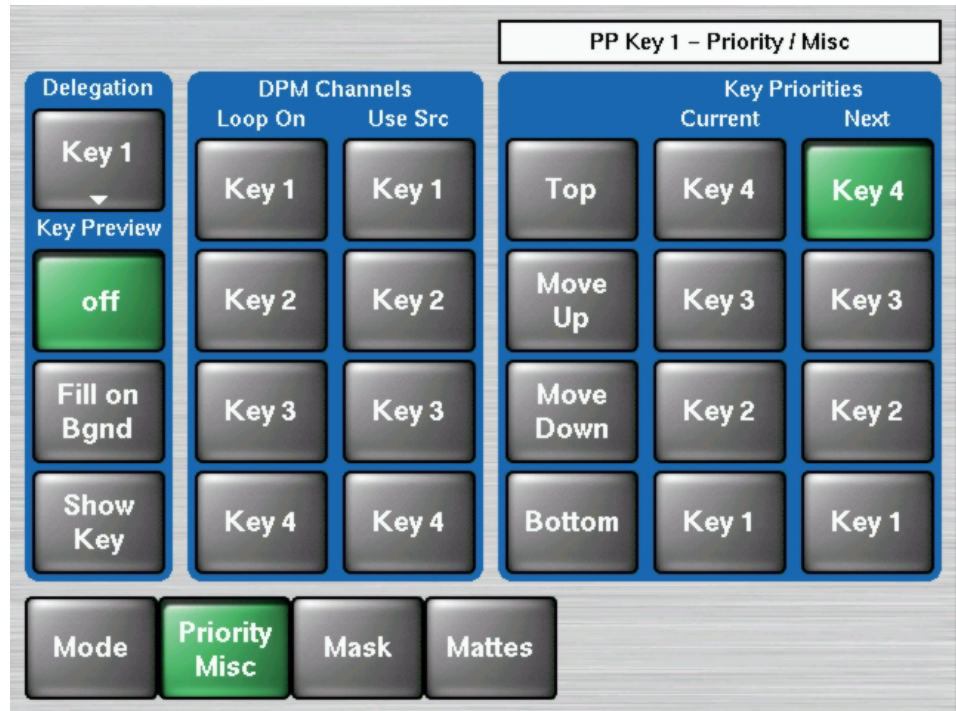 PP Key 1 – Priority / Misc
Delegation
Key 1
Key Preview
off
Fill on
Bgnd
Show
Key
DPM Channels
Loop On Use Src
Key 1 Key 1
Key 2 Key 2
Key 3 Key 3
Key 4 Key 4
Key Priorities
Current Next
Top Key 4 Key 4
Move
Up Key 3 Key 3
Move
Down Key 2 Key 2
Bottom Key 1 Key 1
Mode
Priority
Misc
Mask
Mattes